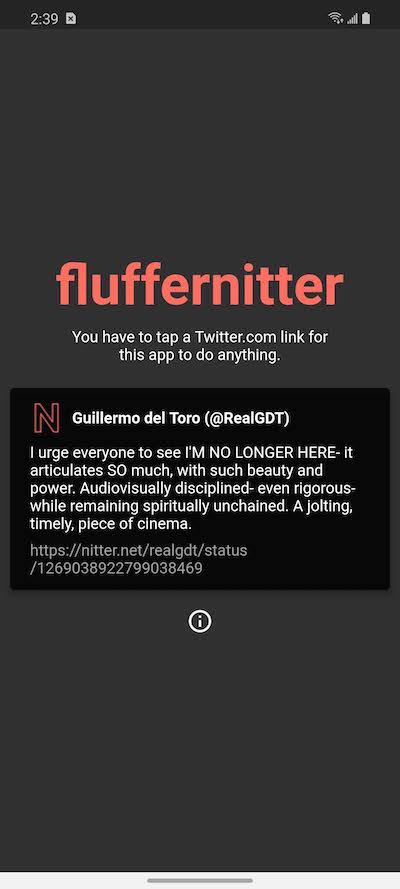 2:39
fluffernitter
You have to tap a Twitter.com link for
this app to do anything.
N Guillermo del Toro (@RealGDT)
I urge everyone to see I'M NO LONGER HERE- it
articulates SO much, with such beauty and
power. Audiovisually disciplined- even rigorous-
while remaining spiritually unchained. A jolting,
timely, piece of cinema.
https://nitter.net/realgdt/status
/1269038922799038469